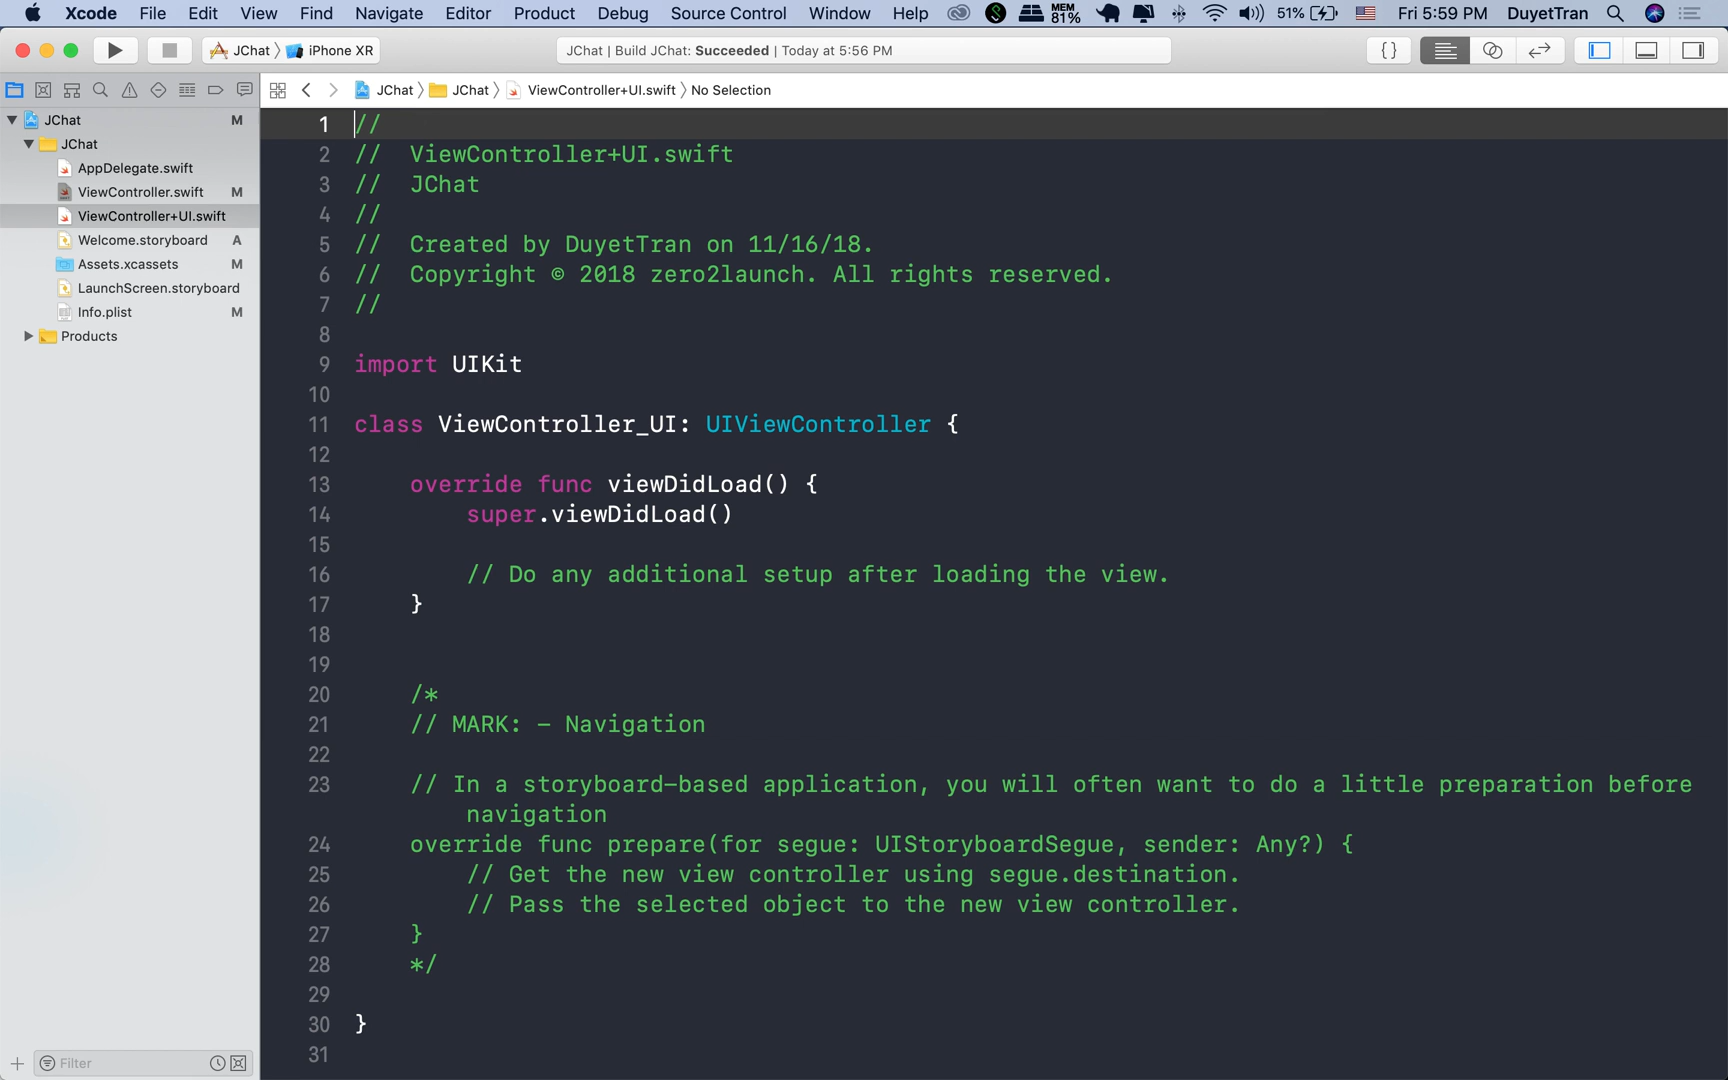 Xcode File Edit View Find Navigate Editor Product Debug Source Control Window Help MEM 81% 51% Fri 5:59 PM DuyetTran
JChat iPhone XR JChat | Build JChat: Succeeded | Today at 5:56 PM {}
JChat JChat ViewController+UI.swift No Selection
JChat M
JChat
AppDelegate.swift
ViewController.swift M
ViewController+UI.swift
Welcome.storyboard A
Assets.xcassets M
LaunchScreen.storyboard
Info.plist M
Products
Filter
1 //
2 //  ViewController+UI.swift
3 //  JChat
4 //
5 //  Created by DuyetTran on 11/16/18.
6 //  Copyright © 2018 zero2launch. All rights reserved.
7 //
8
9 import UIKit
10
11 class ViewController_UI: UIViewController {
12
13     override func viewDidLoad() {
14         super.viewDidLoad()
15
16         // Do any additional setup after loading the view.
17     }
18
19
20     /*
21     // MARK: - Navigation
22
23     // In a storyboard-based application, you will often want to do a little preparation before
navigation
24     override func prepare(for segue: UIStoryboardSegue, sender: Any?) {
25         // Get the new view controller using segue.destination.
26         // Pass the selected object to the new view controller.
27     }
28     */
29
30 }
31